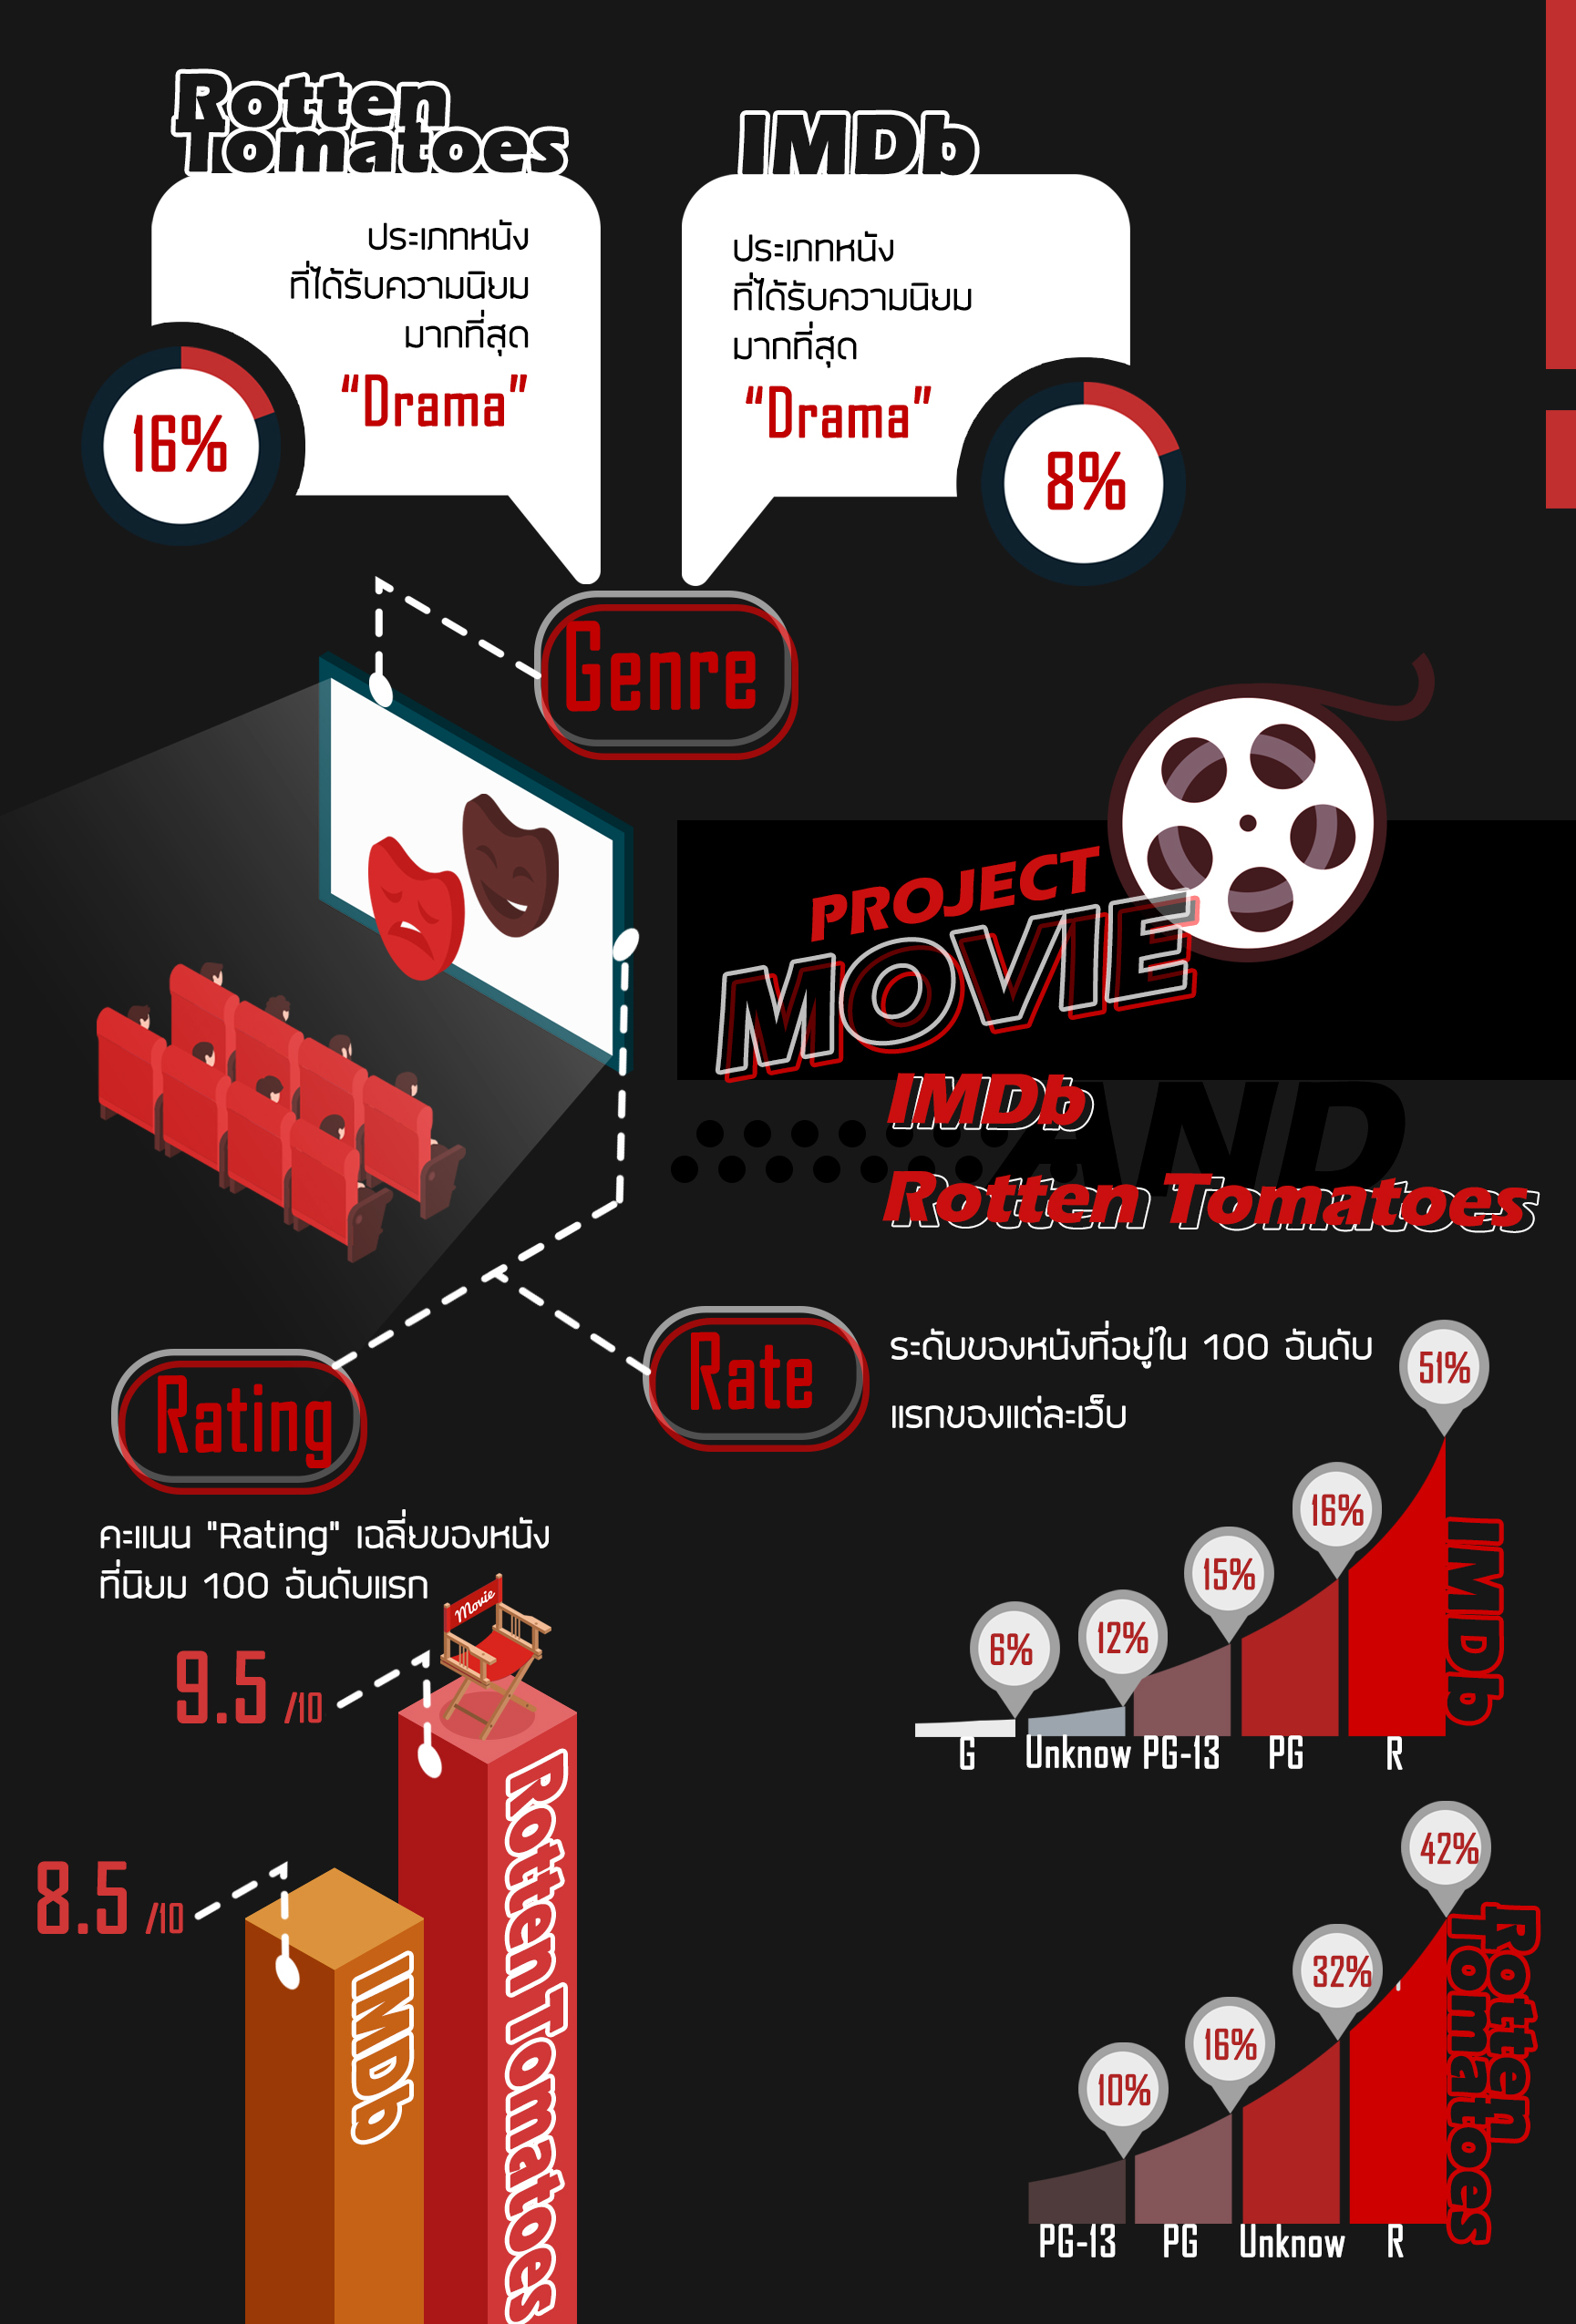 Rotten
Tomatoes
ประเภทหนัง
ที่ได้รับความนิยม
มากที่สุด
“Drama”
16%
IMDb
ประเภทหนัง
ที่ได้รับความนิยม
มากที่สุด
“Drama”
8%
Genre
PROJECT
MOVIE
IMDb
AND
Rotten Tomatoes
Rate
ระดับของหนังที่อยู่ใน 100 อันดับ
แรกของแต่ละเว็บ
Rating
คะแนน "Rating" เฉลี่ยของหนัง
ที่นิยม 100 อันดับแรก
Movie
9.5 /10
8.5 /10
IMDb
Rotten Tomatoes
6%
12%
15%
16%
51%
G
Unknow
PG-13
PG
R
IMDb
10%
16%
32%
42%
PG-13
PG
Unknow
R
Rotten
Tomatoes